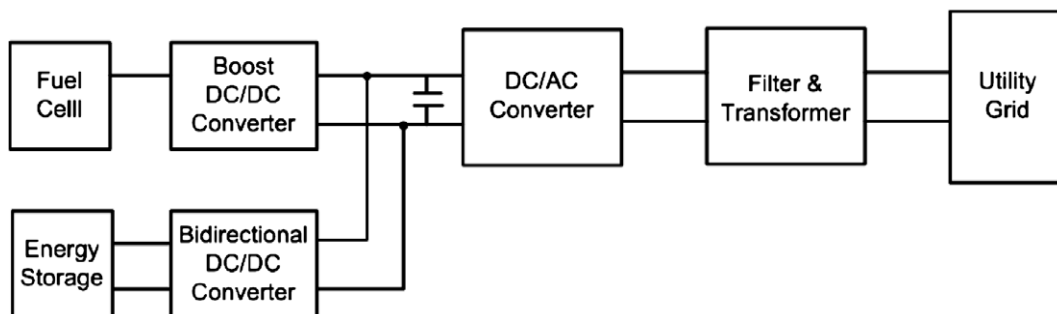 Fuel
Celll
Boost
DC/DC
Converter
DC/AC
Converter
Filter &
Transformer
Utility
Grid
Energy
Storage
Bidirectional
DC/DC
Converter